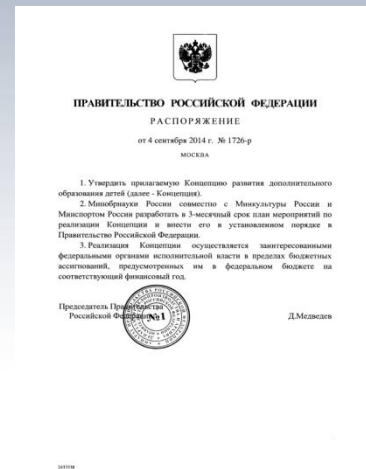 ПРАВИТЕЛЬСТВО РОССИЙСКОЙ ФЕДЕРАЦИИ
РАСПОРЯЖЕНИЕ
от 4 сентября 2014 г. № 1726-р
МОСКВА
1. Утвердить прилагаемую Концепцию развития дополнительного
образования детей (далее - Концепция).
2. Минобрнауки России совместно с Минкультуры России и
Минспортом России разработать в 3-месячный срок план мероприятий по
реализации Концепции и внести его в установленном порядке в
Правительство Российской Федерации.
3. Реализация Концепции осуществляется заинтересованными
федеральными органами исполнительной власти в пределах бюджетных
ассигнований, предусмотренных им в федеральном бюджете на
соответствующий финансовый год.
Председатель Правительства
Российской Федерации
№1
Д.Медведев